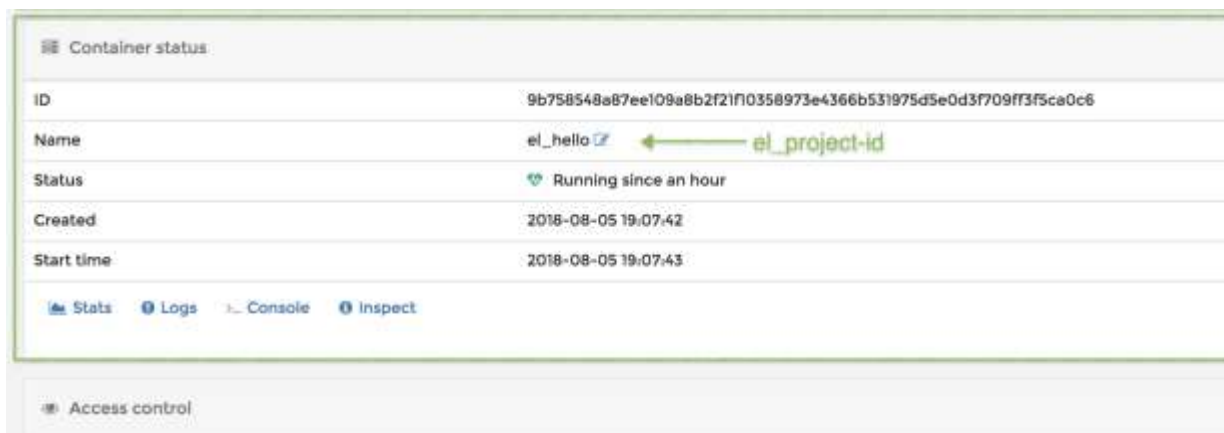 Container status
ID 9b758548a87ee109a8b2f21f10358973e4366b531975d5e0d3f709ff3f5ca0c6
Name el_hello el_project-id
Status Running since an hour
Created 2018-08-05 19:07:42
Start time 2018-08-05 19:07:43
Stats Logs >_ Console Inspect
Access control